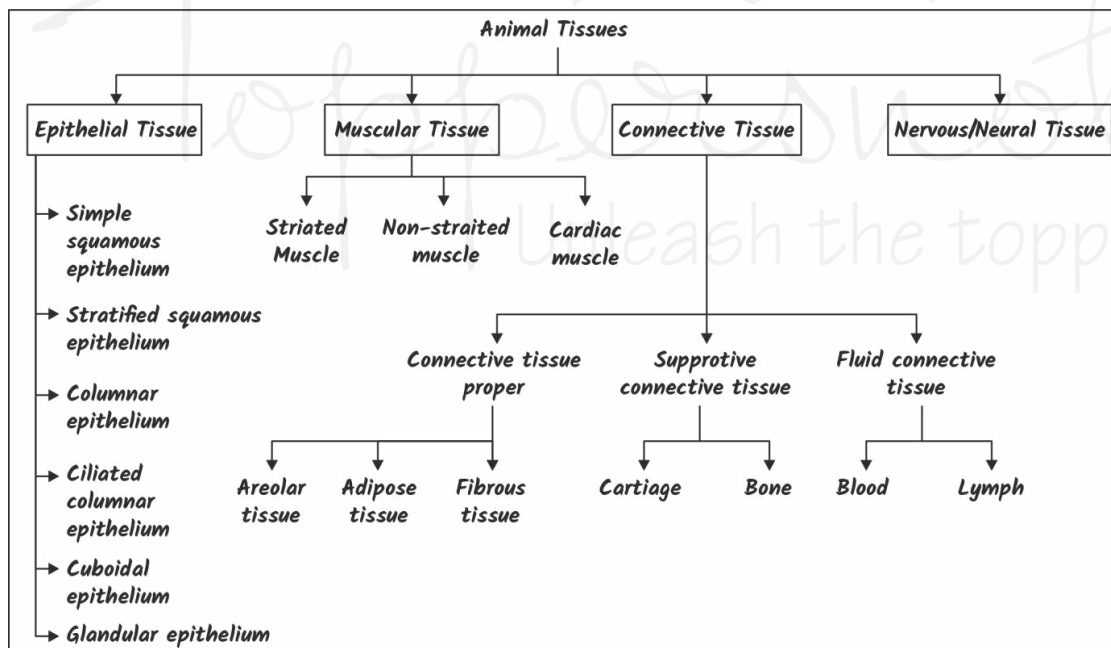 Animal Tissues
Epithelial Tissue
Muscular Tissue
Connective Tissue
Nervous/Neural Tissue
Simple
squamous
epithelium
Stratified squamous
epithelium
Columnar
epithelium
Ciliated
columnar
epithelium
Cuboidal
epithelium
Glandular epithelium
Striated
Muscle
Non-straited
muscle
Cardiac
muscle
Connective tissue
proper
Supprotive
connective tissue
Fluid connective
tissue
Areolar
tissue
Adipose
tissue
Fibrous
tissue
Cartiage
Bone
Blood
Lymph
Unleash the topp